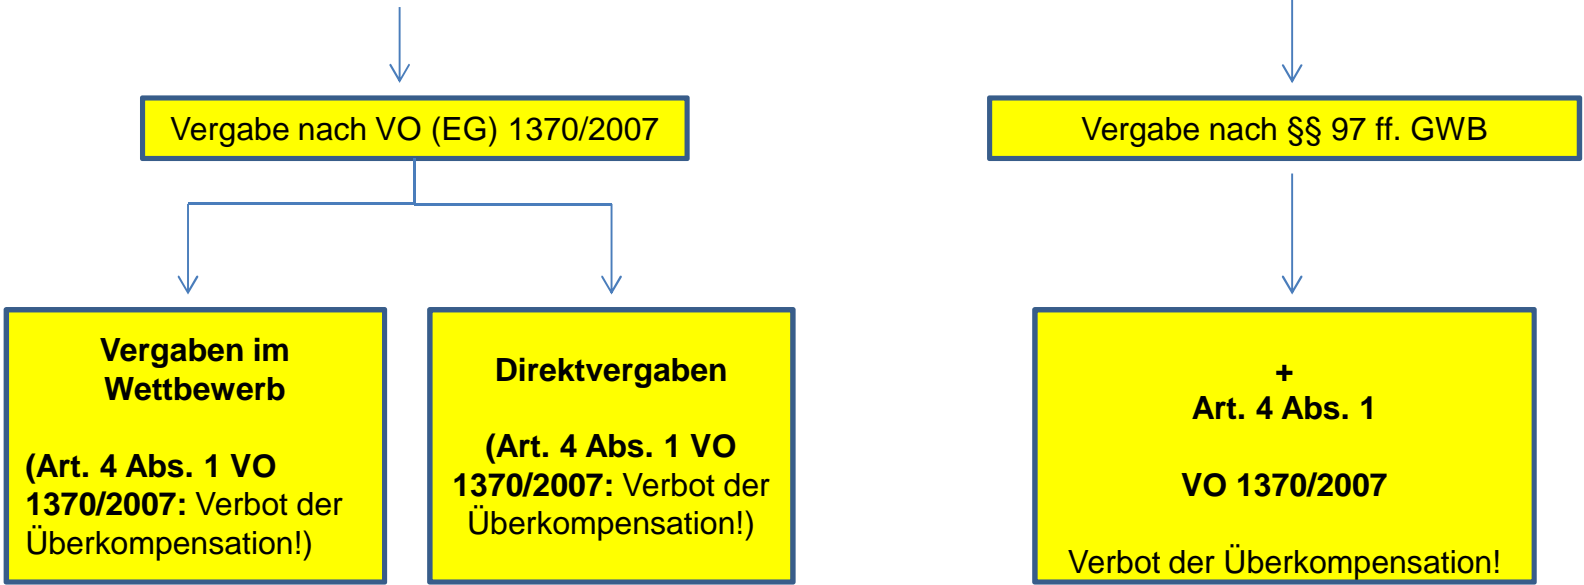 Vergabe nach VO (EG) 1370/2007
Vergabe nach §§ 97 ff. GWB
Vergaben im
Wettbewerb
(Art. 4 Abs. 1 VO
1370/2007: Verbot der
Überkompensation!)
Direktvergaben
(Art. 4 Abs. 1 VO
1370/2007: Verbot der
Überkompensation!)
+
Art. 4 Abs. 1
VO 1370/2007
Verbot der Überkompensation!